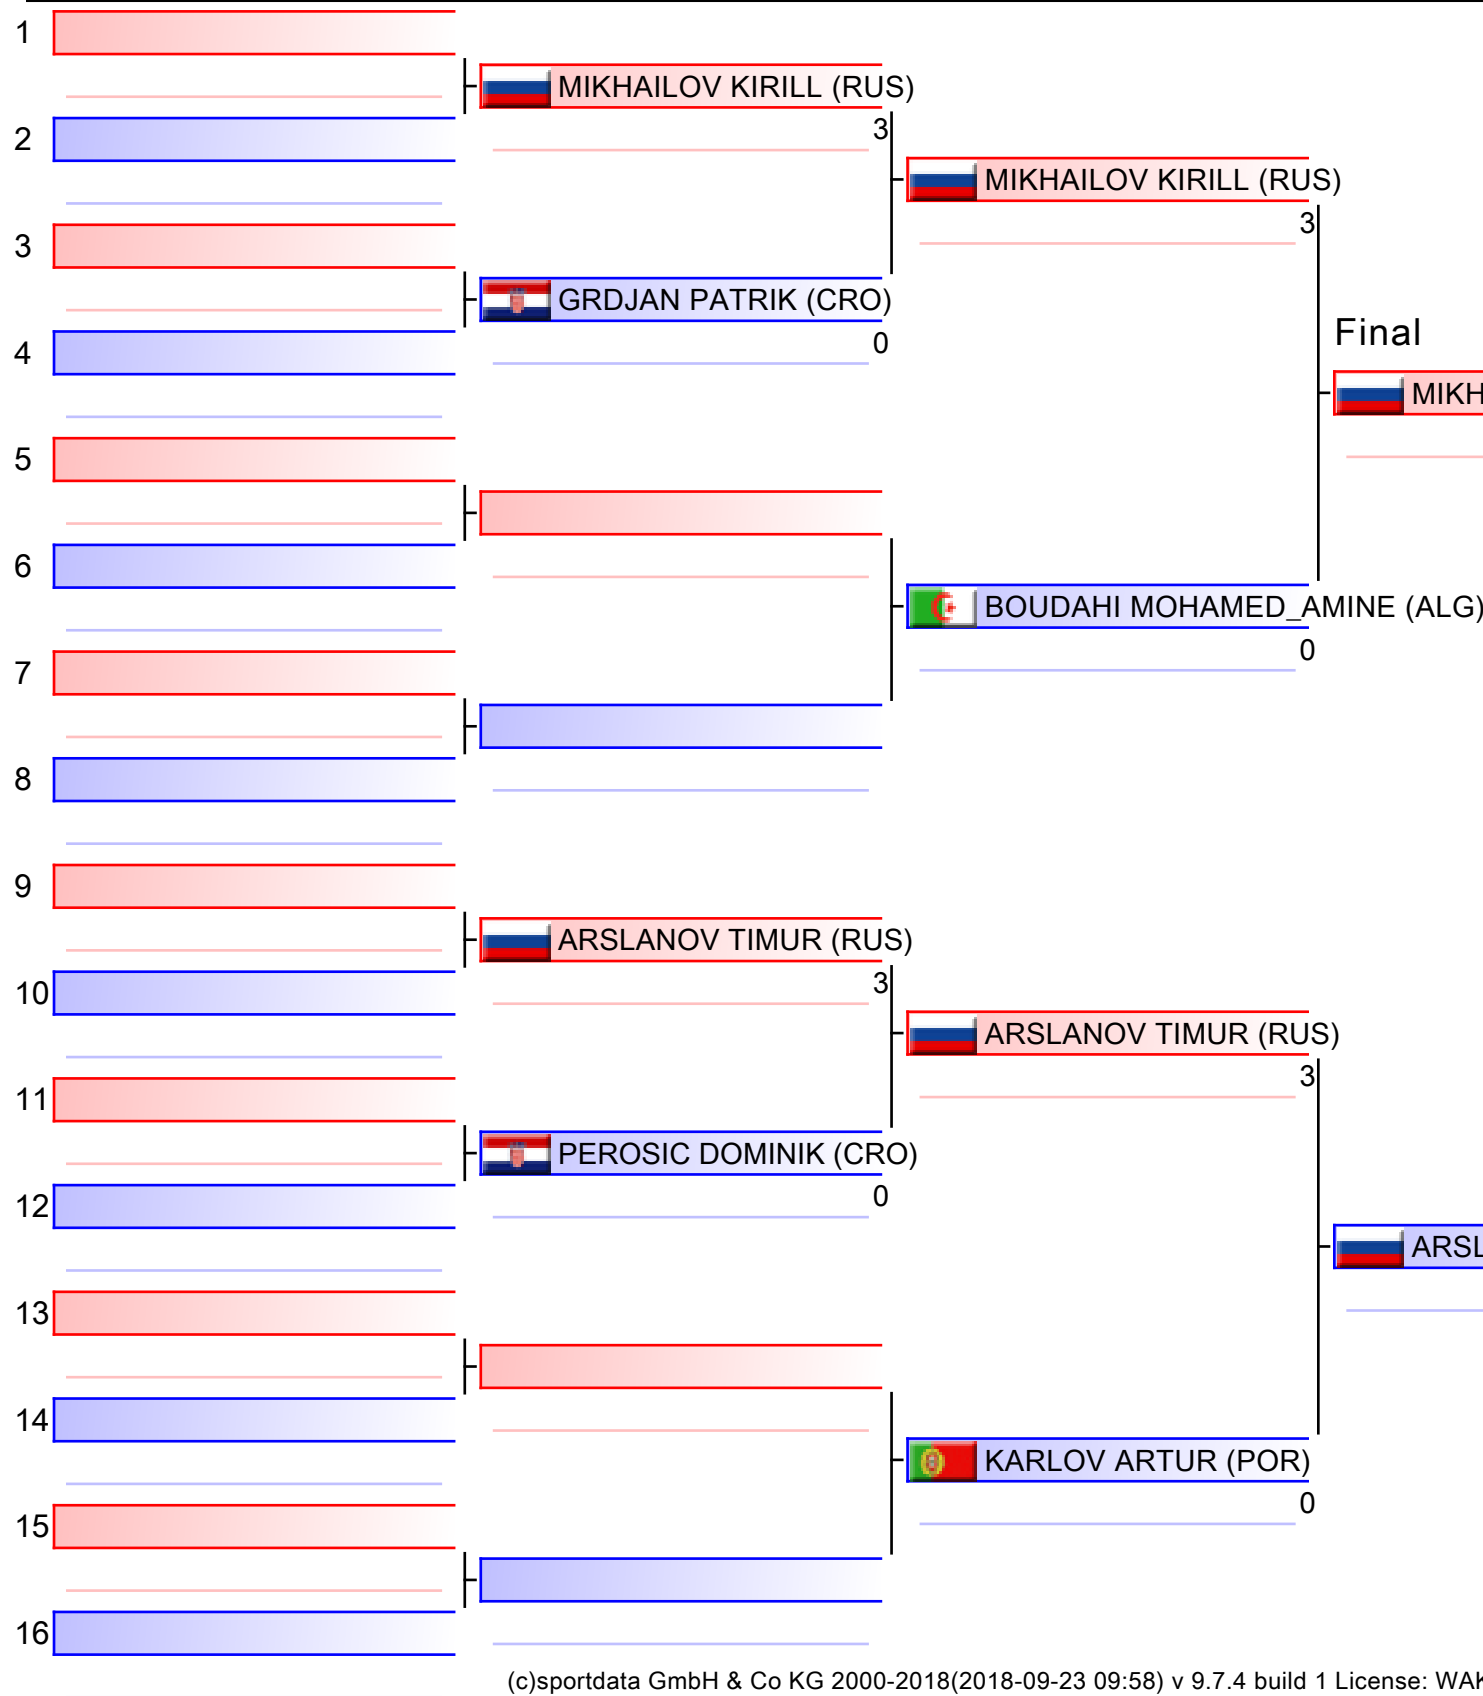 1
MIKHAILOV KIRILL (RUS)
3
2
MIKHAILOV KIRILL (RUS)
3
3
GRDJAN PATRIK (CRO)
0
Final
4
MIKH
5
6
BOUDAHI MOHAMED_AMINE (ALG)
0
7
8
9
ARSLANOV TIMUR (RUS)
3
10
ARSLANOV TIMUR (RUS)
3
11
PEROSIC DOMINIK (CRO)
0
12
ARSL
13
14
KARLOV ARTUR (POR)
0
15
16
(c)sportdata GmbH & Co KG 2000-2018(2018-09-23 09:58) v 9.7.4 build 1 License: WAK